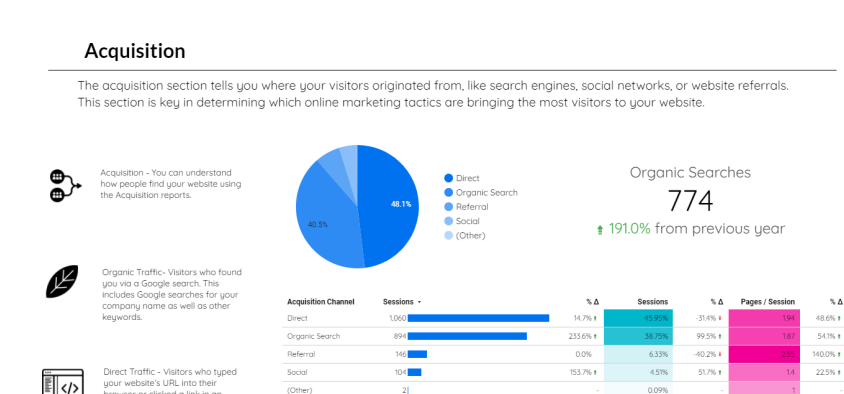 Acquisition
The acquisition section tells you where your visitors originated from, like search engines, social networks, or website referrals.
This section is key in determining which online marketing tactics are bringing the most visitors to your website.
Acquisition - You can understand
how people find your website using
the Acquisition reports.
48.1%
40.5%
Direct
Organic Search
Referral
Social
(Other)
Organic Searches
774
191.0% from previous year
Organic Traffic- Visitors who found
you via a Google search. This
includes Google searches for your
company name as well as other
keywords.
Acquisition Channel Sessions % Δ Sessions % Δ Pages / Session % Δ
Direct 1,060 14.7% 45.95% -31.4% 1.94 48.6%
Organic Search 894 233.6% 38.75% 99.5% 1.87 54.1%
Referral 146 0.0% 6.33% -40.2% 2.55 140.0%
Social 104 153.7% 4.51% 51.7% 1.4 22.5%
(Other) 2 - 0.09% - 1 -
Direct Traffic - Visitors who typed
your website's URL into their
browser or clicked a link in an